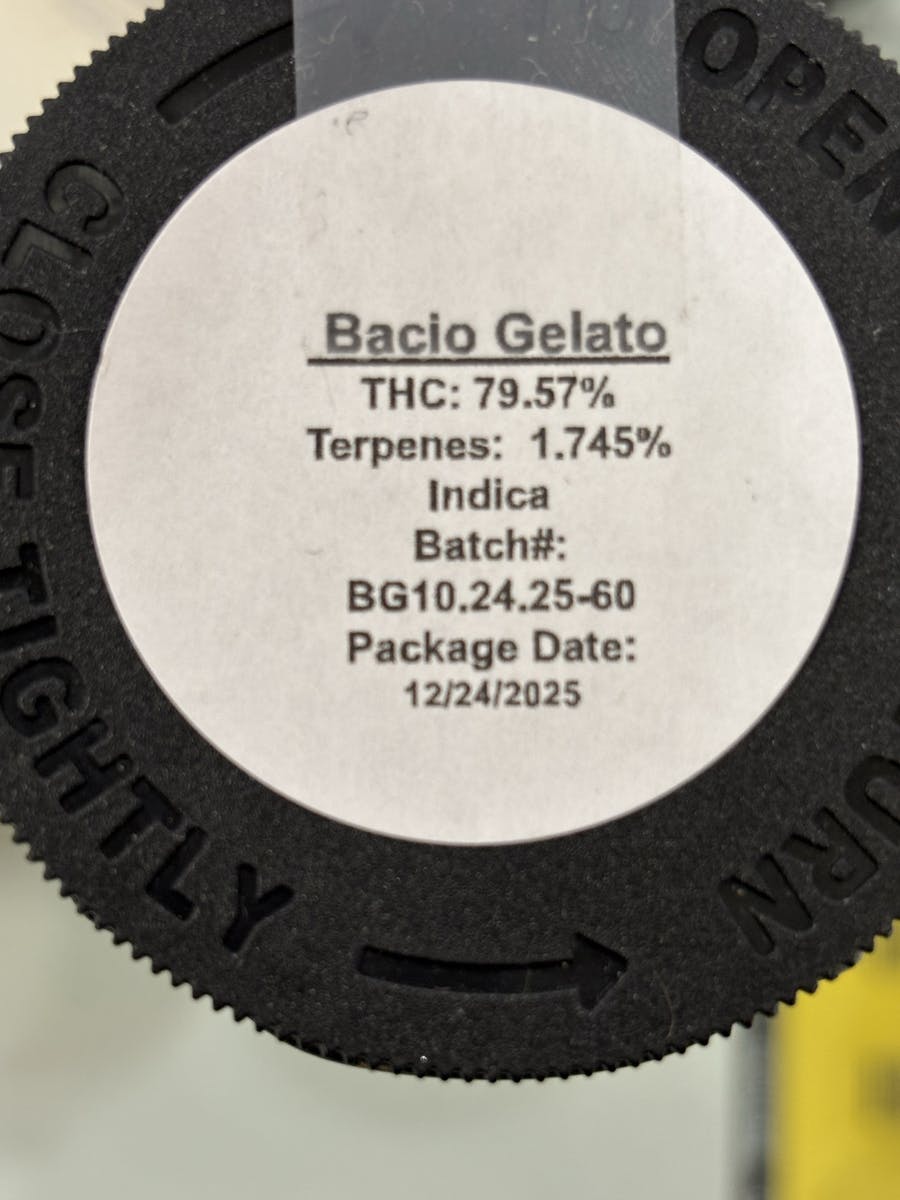 Bacio Gelato
THC: 79.57%
Terpenes: 1.745%
Indica
Batch#:
BG10.24.25-60
Package Date:
12/24/2025
CLOSE TIGHTLY
OPEN
TURN